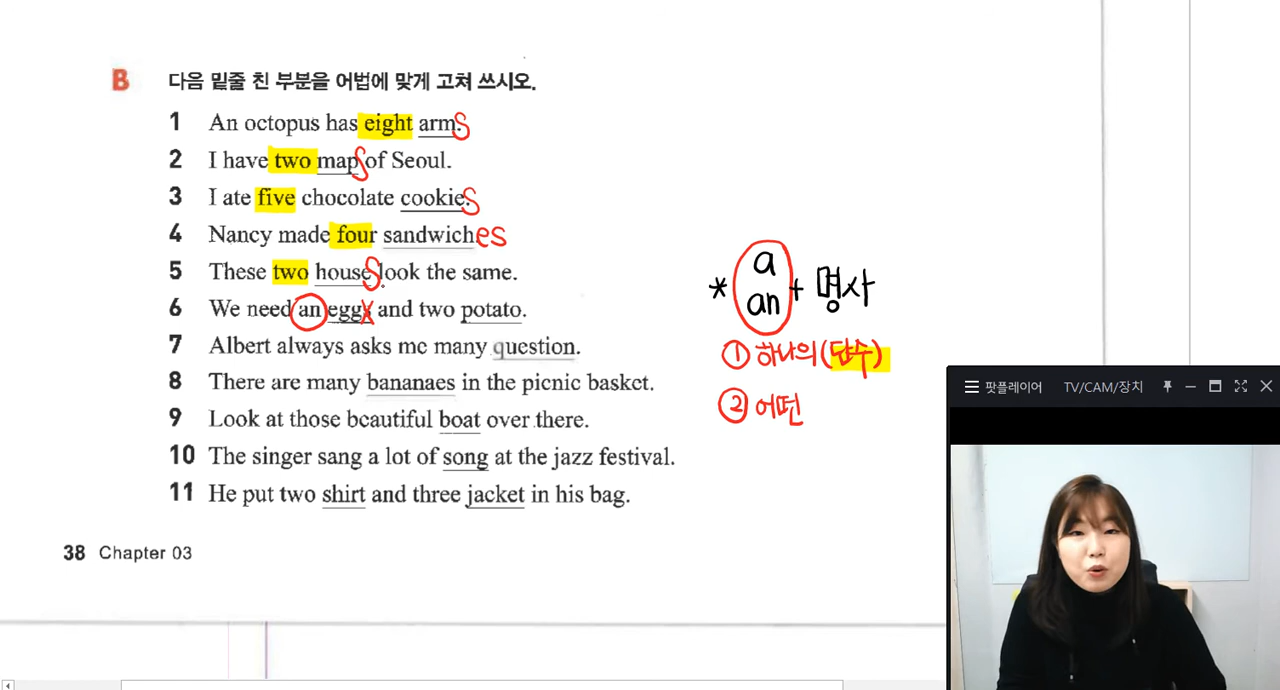 B 다음 밑줄 친 부분을 어법에 맞게 고쳐 쓰시오.
1 An octopus has eight arm.s
2 I have two maps of Seoul.
3 I ate five chocolate cookie.s
4 Nancy made four sandwich.es
5 These two houses look the same.
6 We need an eggs and two potato.
7 Albert always asks me many question.
8 There are many bananaes in the picnic basket.
9 Look at those beautiful boat over there.
10 The singer sang a lot of song at the jazz festival.
11 He put two shirt and three jacket in his bag.
38 Chapter 03
* a
an + 명사
① 하나의 (단수)
② 어떤
팟플레이어 TV/CAM/장치